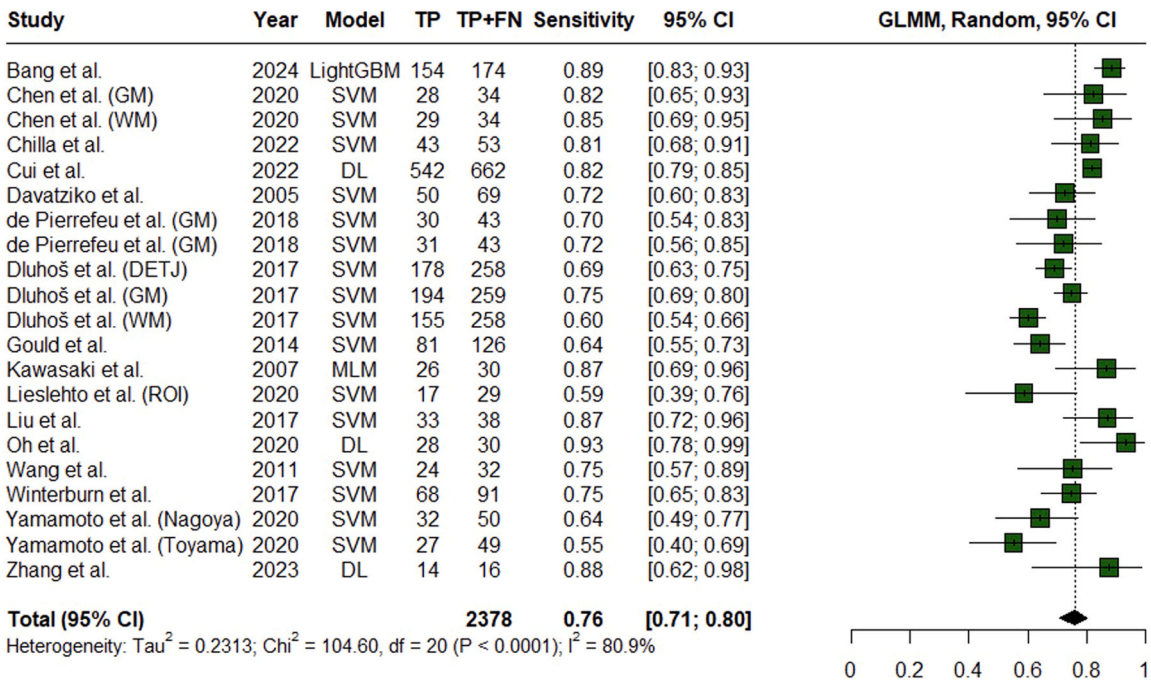 Study Year Model TP TP+FN Sensitivity 95% CI GLMM, Random, 95% CI
Bang et al. 2024 LightGBM 154 174 0.89 [0.83; 0.93]
Chen et al. (GM) 2020 SVM 28 34 0.82 [0.65; 0.93]
Chen et al. (WM) 2020 SVM 29 34 0.85 [0.69; 0.95]
Chilla et al. 2022 SVM 43 53 0.81 [0.68; 0.91]
Cui et al. 2022 DL 542 662 0.82 [0.79; 0.85]
Davatziko et al. 2005 SVM 50 69 0.72 [0.60; 0.83]
de Pierrefeu et al. (GM) 2018 SVM 30 43 0.70 [0.54; 0.83]
de Pierrefeu et al. (GM) 2018 SVM 31 43 0.72 [0.56; 0.85]
Dluhoš et al. (DETJ) 2017 SVM 178 258 0.69 [0.63; 0.75]
Dluhoš et al. (GM) 2017 SVM 194 259 0.75 [0.69; 0.80]
Dluhoš et al. (WM) 2017 SVM 155 258 0.60 [0.54; 0.66]
Gould et al. 2014 SVM 81 126 0.64 [0.55; 0.73]
Kawasaki et al. 2007 MLM 26 30 0.87 [0.69; 0.96]
Lieslehto et al. (ROI) 2020 SVM 17 29 0.59 [0.39; 0.76]
Liu et al. 2017 SVM 33 38 0.87 [0.72; 0.96]
Oh et al. 2020 DL 28 30 0.93 [0.78; 0.99]
Wang et al. 2011 SVM 24 32 0.75 [0.57; 0.89]
Winterburn et al. 2017 SVM 68 91 0.75 [0.65; 0.83]
Yamamoto et al. (Nagoya) 2020 SVM 32 50 0.64 [0.49; 0.77]
Yamamoto et al. (Toyama) 2020 SVM 27 49 0.55 [0.40; 0.69]
Zhang et al. 2023 DL 14 16 0.88 [0.62; 0.98]
Total (95% CI) 2378 0.76 [0.71; 0.80]
Heterogeneity: Tau² = 0.2313; Chi² = 104.60, df = 20 (P < 0.0001); I² = 80.9%
0 0.2 0.4 0.6 0.8 1